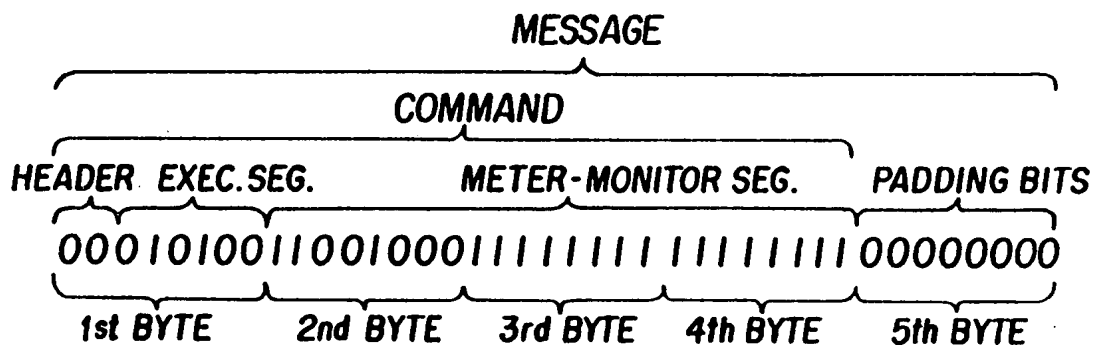 MESSAGE
COMMAND
HEADER EXEC. SEG. METER-MONITOR SEG. PADDING BITS
0001010011001000111111111111111100000000
1st BYTE 2nd BYTE 3rd BYTE 4th BYTE 5th BYTE